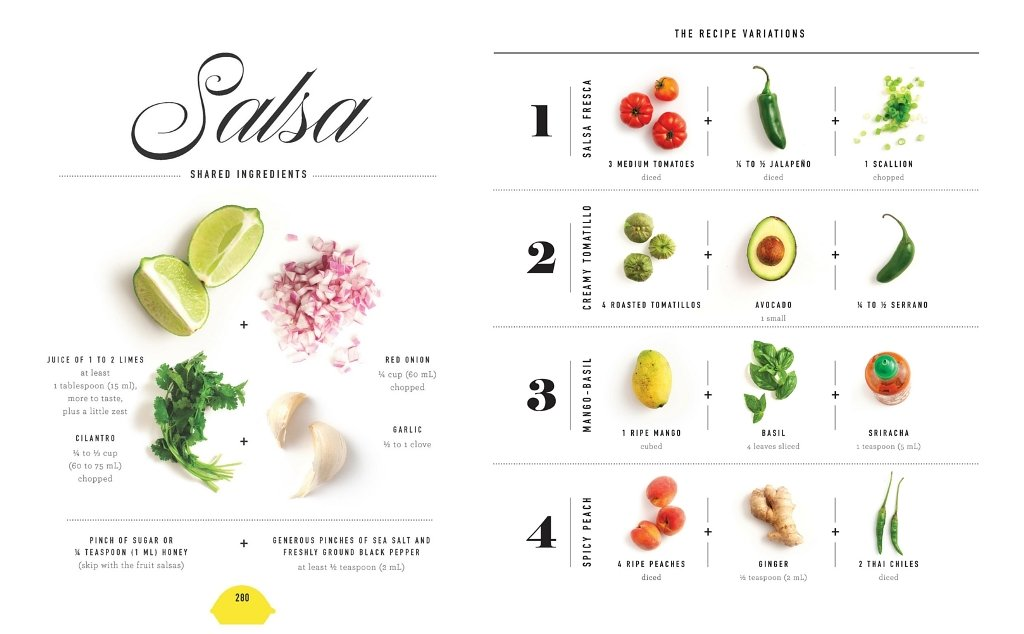 Salsa
SHARED INGREDIENTS
+
JUICE OF 1 TO 2 LIMES
at least
1 tablespoon (15 ml),
more to taste,
plus a little zest
RED ONION
¼ cup (60 mL)
chopped
CILANTRO
¼ to ⅓ cup
(60 to 75 mL)
chopped
+
GARLIC
½ to 1 clove
PINCH OF SUGAR OR
¼ TEASPOON (1 ML) HONEY
(skip with the fruit salsas)
+
GENEROUS PINCHES OF SEA SALT AND
FRESHLY GROUND BLACK PEPPER
at least ½ teaspoon (2 mL)
280
THE RECIPE VARIATIONS
1
SALSA FRESCA
+
+
3 MEDIUM TOMATOES
diced
¼ TO ½ JALAPEÑO
diced
1 SCALLION
chopped
2
CREAMY TOMATILLO
+
+
4 ROASTED TOMATILLOS
AVOCADO
1 small
¼ TO ½ SERRANO
3
MANGO-BASIL
+
+
1 RIPE MANGO
cubed
BASIL
4 leaves sliced
SRIRACHA
1 teaspoon (5 mL)
4
SPICY PEACH
+
+
4 RIPE PEACHES
diced
GINGER
½ teaspoon (2 mL)
2 THAI CHILES
diced